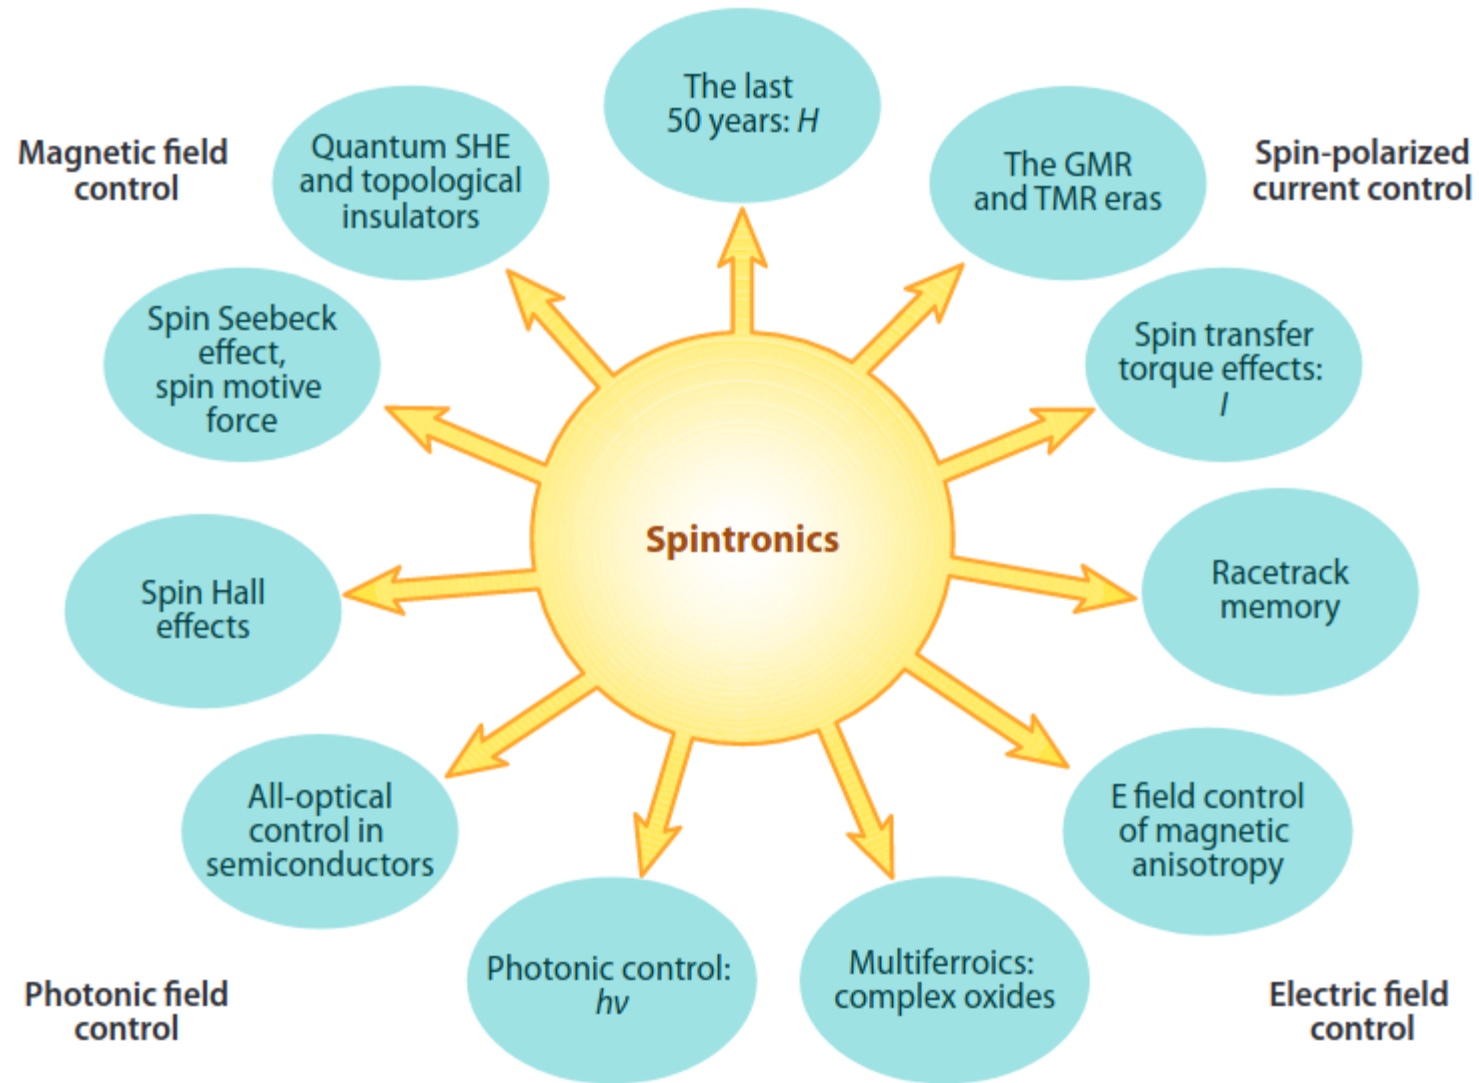 The last
50 years: H
Magnetic field
control
Quantum SHE
and topological
insulators
The GMR
and TMR eras
Spin-polarized
current control
Spin Seebeck
effect,
spin motive
force
Spin transfer
torque effects:
I
Spintronics
Spin Hall
effects
Racetrack
memory
All-optical
control in
semiconductors
E field control
of magnetic
anisotropy
Photonic control:
hν
Multiferroics:
complex oxides
Photonic field
control
Electric field
control